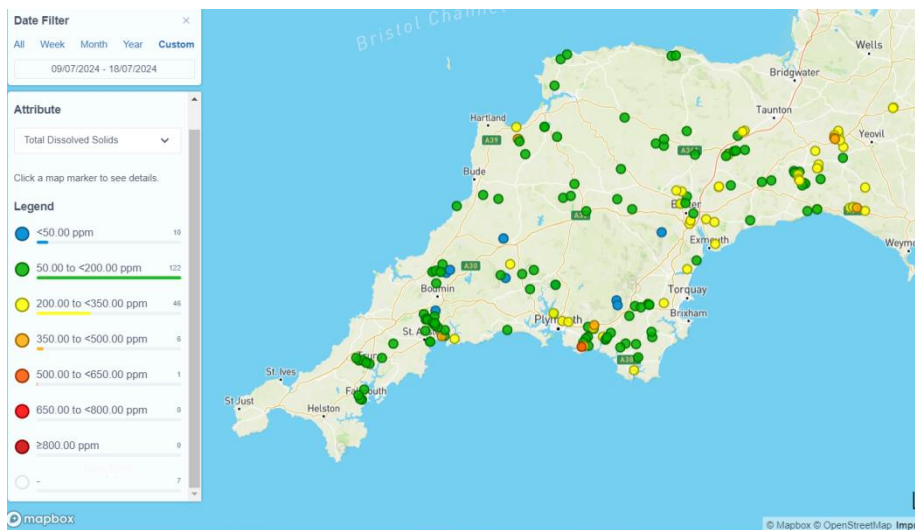 Date Filter ×
All Week Month Year Custom
09/07/2024 - 18/07/2024
Attribute
Total Dissolved Solids
Click a map marker to see details.
Legend
<50.00 ppm 10
50.00 to <200.00 ppm 122
200.00 to <350.00 ppm 46
350.00 to <500.00 ppm 6
500.00 to <650.00 ppm 1
650.00 to <800.00 ppm 0
≥800.00 ppm 0
- 7
mapbox
Bristol Channel
Wells
Bridgwater
Taunton
Hartland
A39
Yeovil
Bude
Exmouth
Weymo
A30
Bodmin
Torquay
Plymouth
Brixham
St. A
Truro
A38
St. Ives
St Just
Falmouth
Helston
© Mapbox © OpenStreetMap Impr